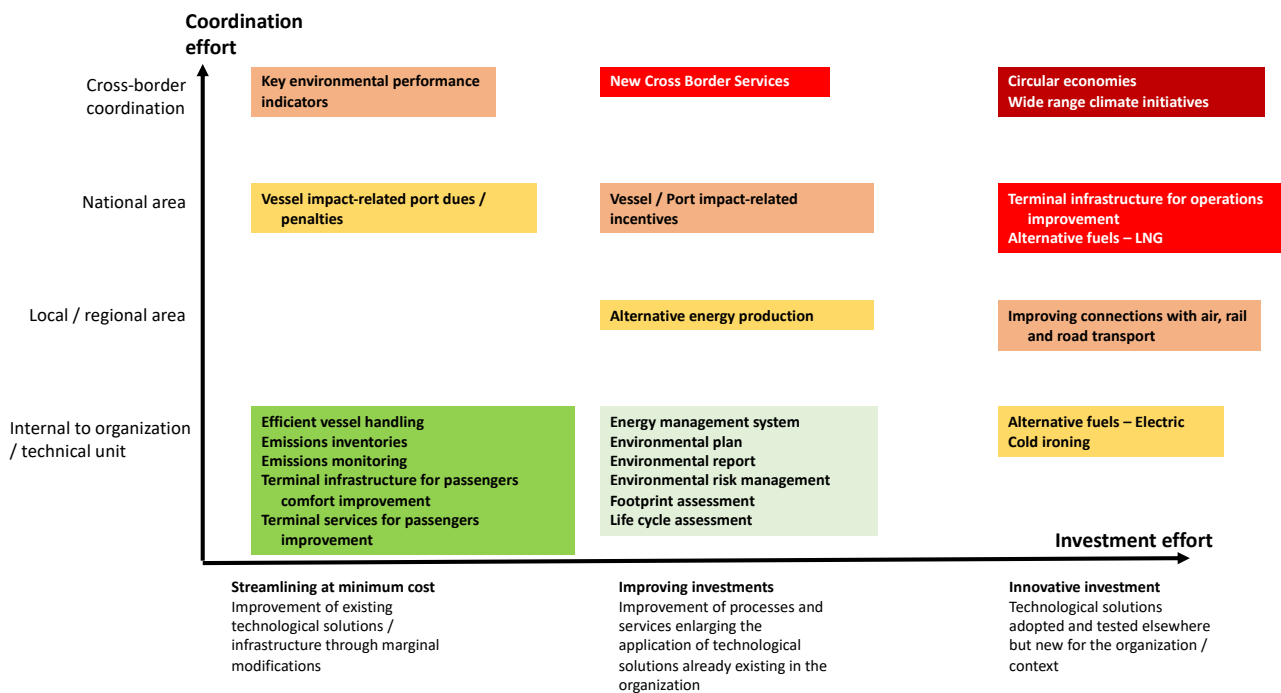 Coordination
effort
Cross-border
coordination
Key environmental performance
indicators
New Cross Border Services
Circular economies
Wide range climate initiatives
National area
Vessel impact-related port dues /
penalties
Vessel / Port impact-related
incentives
Terminal infrastructure for operations
improvement
Alternative fuels – LNG
Local / regional area
Alternative energy production
Improving connections with air, rail
and road transport
Internal to organization
/ technical unit
Efficient vessel handling
Emissions inventories
Emissions monitoring
Terminal infrastructure for passengers
comfort improvement
Terminal services for passengers
improvement
Energy management system
Environmental plan
Environmental report
Environmental risk management
Footprint assessment
Life cycle assessment
Alternative fuels – Electric
Cold ironing
Investment effort
Streamlining at minimum cost
Improvement of existing
technological solutions /
infrastructure through marginal
modifications
Improving investments
Improvement of processes and
services enlarging the
application of technological
solutions already existing in the
organization
Innovative investment
Technological solutions
adopted and tested elsewhere
but new for the organization /
context